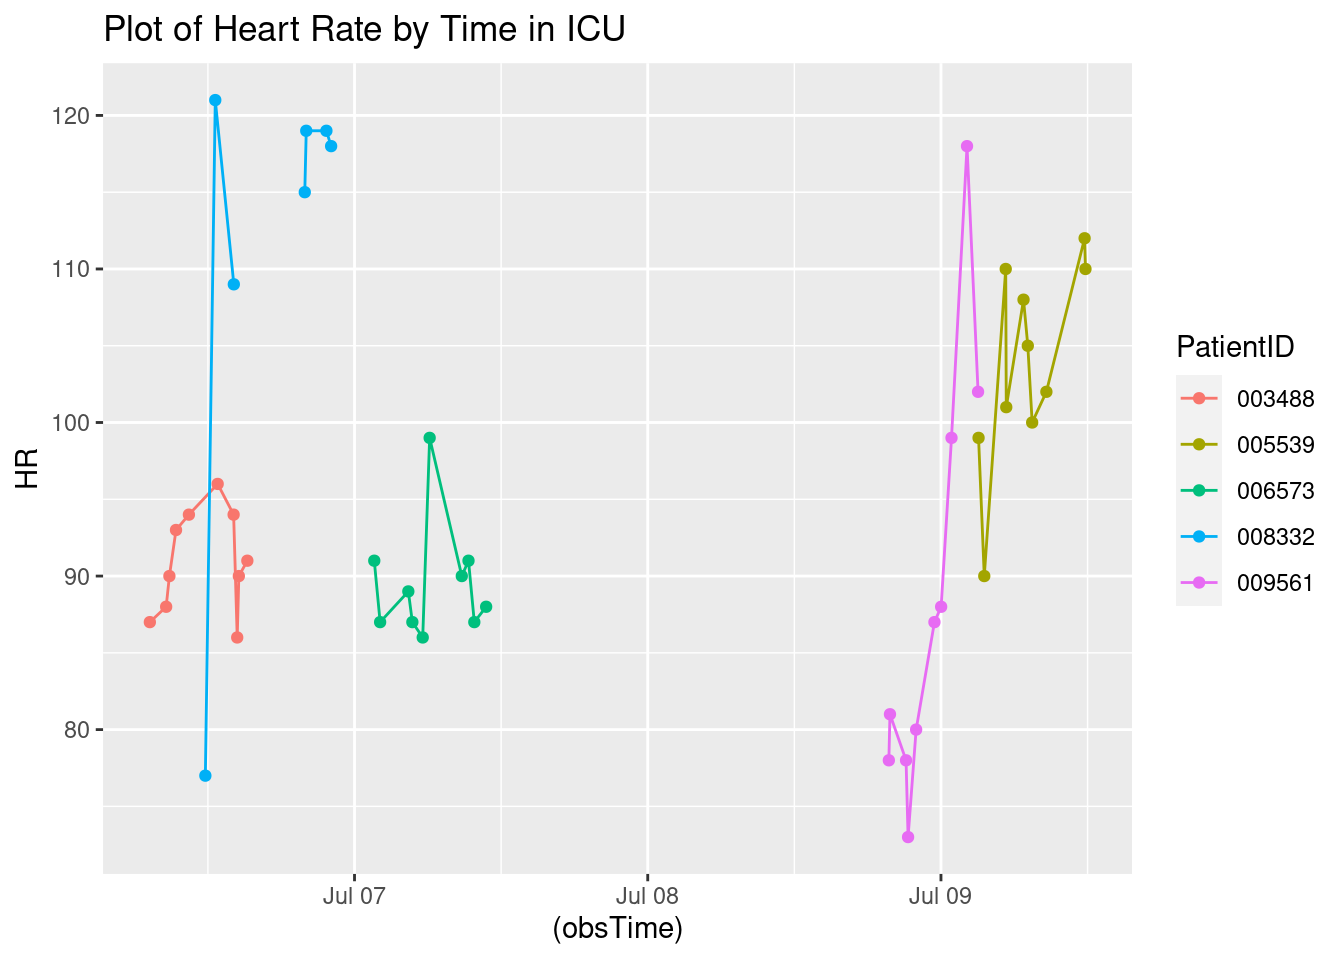 Plot of Heart Rate by Time in ICU
120
110
100
90
80
HR
Jul 07
Jul 08
Jul 09
(obsTime)
PatientID
003488
005539
006573
008332
009561